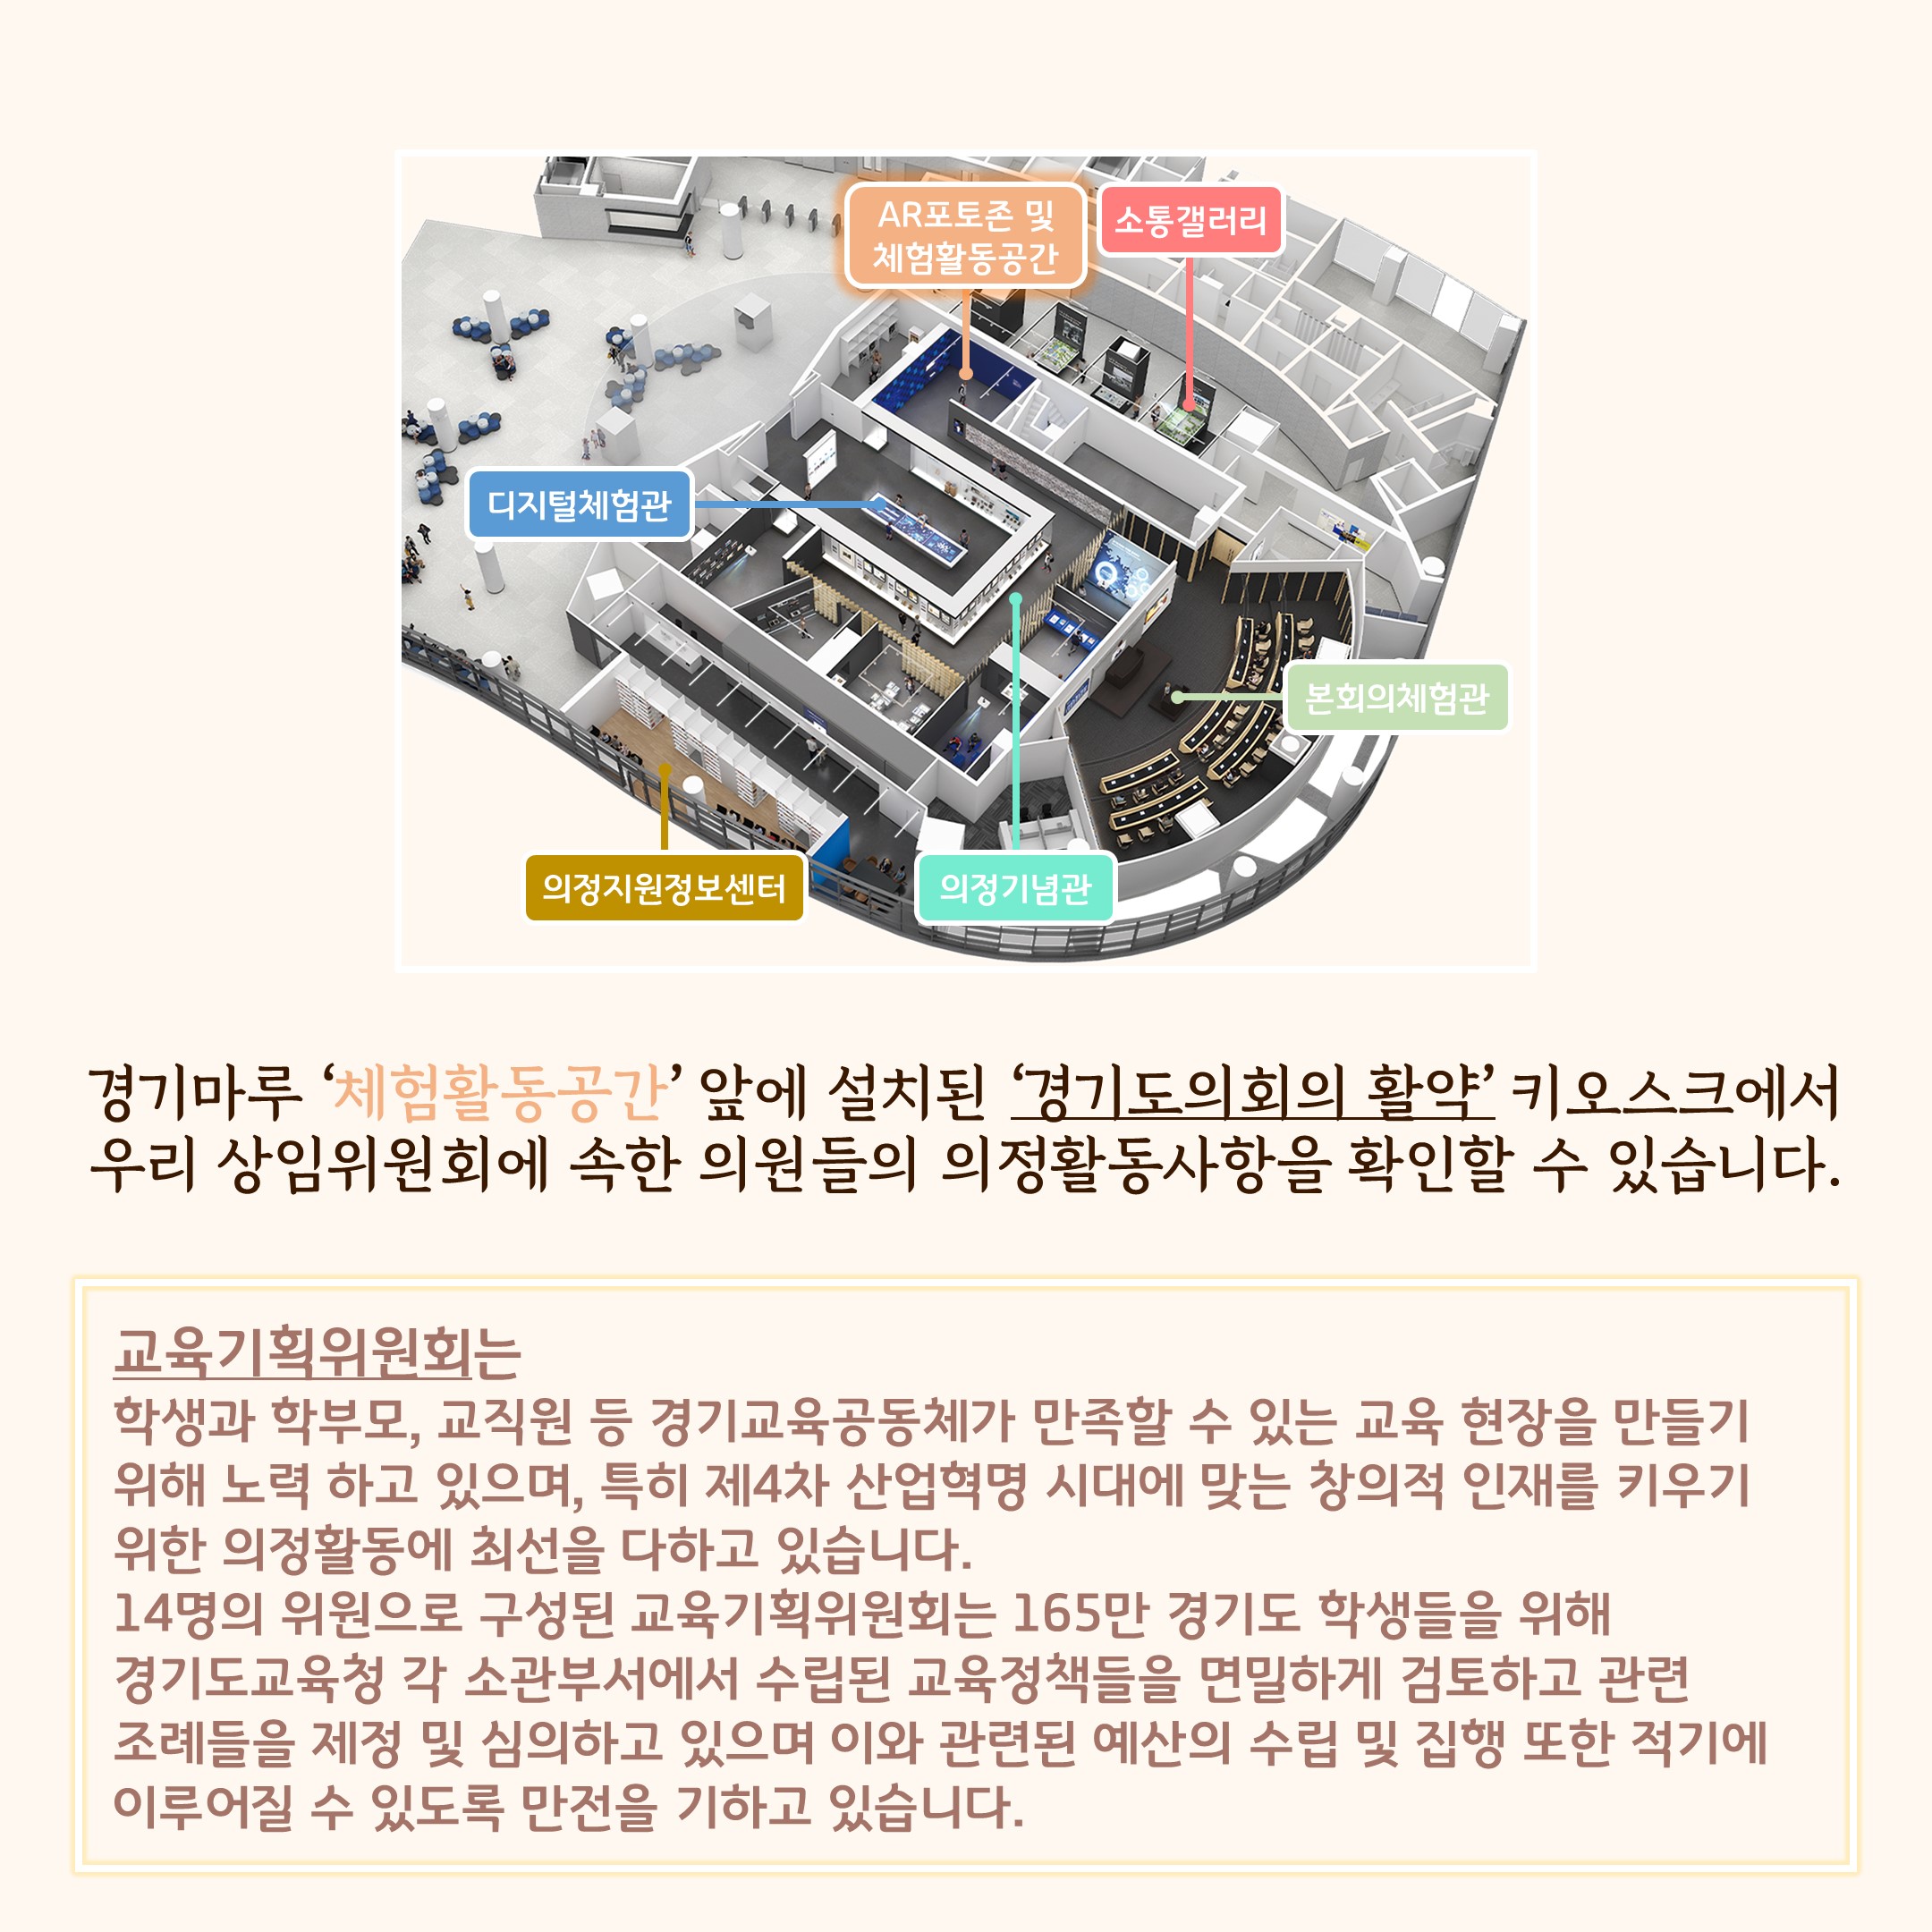 AR포토존 및
체험활동공간
소통갤러리
디지털체험관
본회의체험관
의정지원정보센터
의정기념관
경기마루 ‘체험활동공간’ 앞에 설치된 ‘경기도의회의 활약’ 키오스크에서
우리 상임위원회에 속한 의원들의 의정활동사항을 확인할 수 있습니다.
교육기획위원회는
학생과 학부모, 교직원 등 경기교육공동체가 만족할 수 있는 교육 현장을 만들기
위해 노력 하고 있으며, 특히 제4차 산업혁명 시대에 맞는 창의적 인재를 키우기
위한 의정활동에 최선을 다하고 있습니다.
14명의 위원으로 구성된 교육기획위원회는 165만 경기도 학생들을 위해
경기도교육청 각 소관부서에서 수립된 교육정책들을 면밀하게 검토하고 관련
조례들을 제정 및 심의하고 있으며 이와 관련된 예산의 수립 및 집행 또한 적기에
이루어질 수 있도록 만전을 기하고 있습니다.